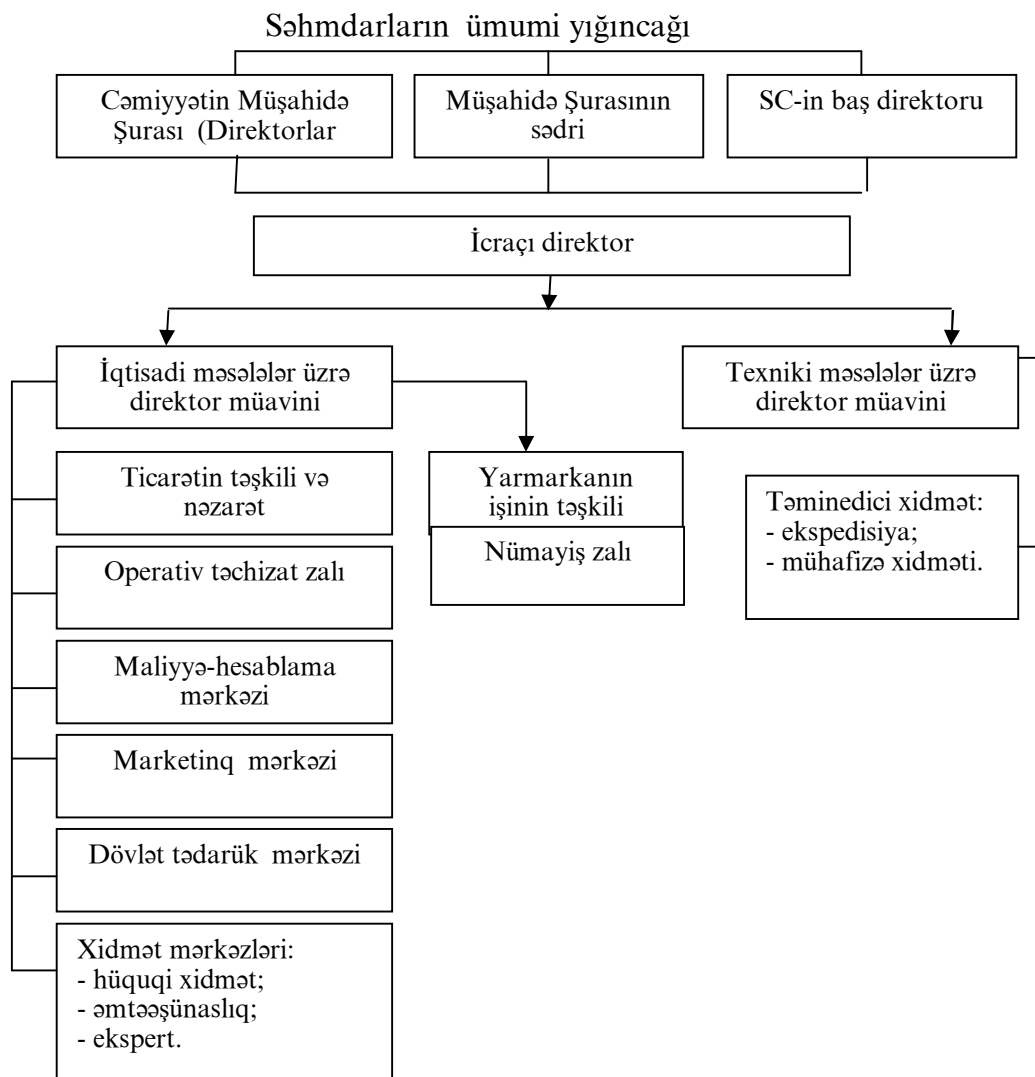 Səhmdarların ümumi yığıncağı
Cəmiyyətin Müşahidə
Şurası (Direktorlar
Müşahidə Şurasının
sədri
SC-in baş direktoru
İcraçı direktor
İqtisadi məsələlər üzrə
direktor müavini
Texniki məsələlər üzrə
direktor müavini
Ticarətin təşkili və
nəzarət
Yarmarkanın
işinin təşkili
Nümayiş zalı
Təminedici xidmət:
- ekspedisiya;
- mühafizə xidməti.
Operativ təchizat zalı
Maliyyə-hesablama
mərkəzi
Marketinq mərkəzi
Dövlət tədarük mərkəzi
Xidmət mərkəzləri:
- hüquqi xidmət;
- əmtəəşünaslıq;
- ekspert.